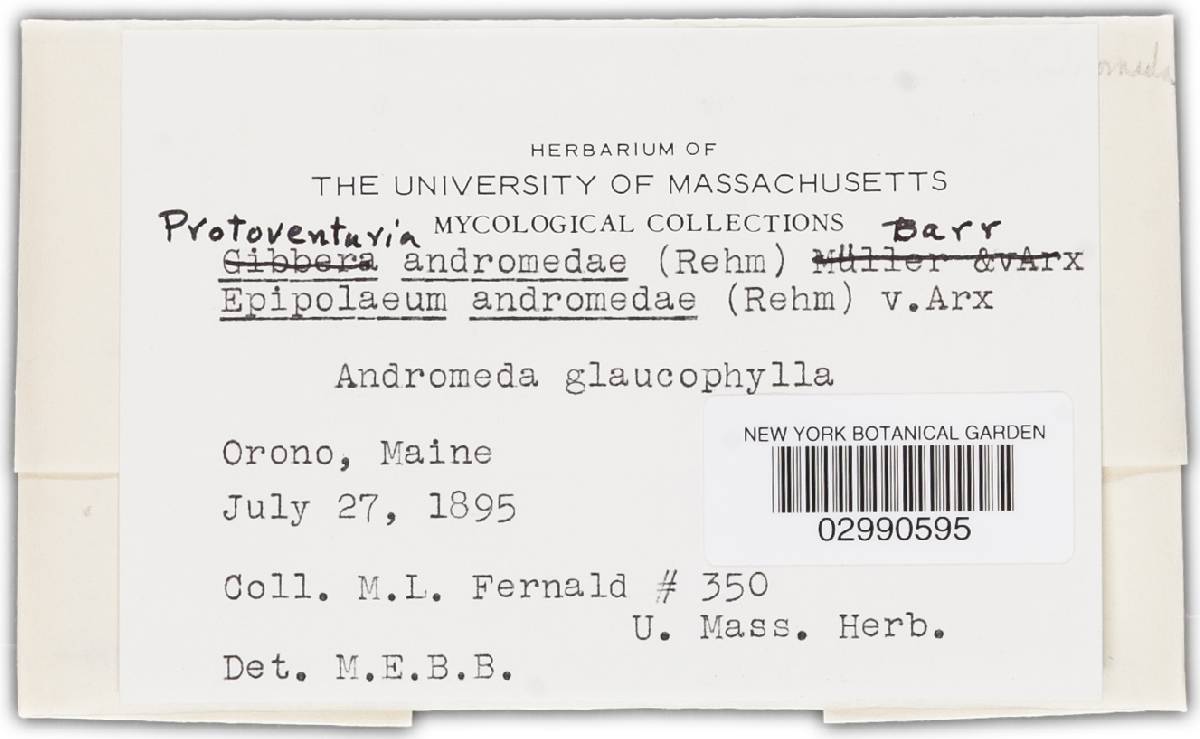 HERBARIUM OF
THE UNIVERSITY OF MASSACHUSETTS
MYCOLOGICAL COLLECTIONS
Protoventuria Barr
Gibbera andromedae (Rehm) Müller &vArx
Epipolaeum andromedae (Rehm) v.Arx
Andromeda glaucophylla
NEW YORK BOTANICAL GARDEN
02990595
Orono, Maine
July 27, 1895
Coll. M.L. Fernald # 350
U. Mass. Herb.
Det. M.E.B.B.